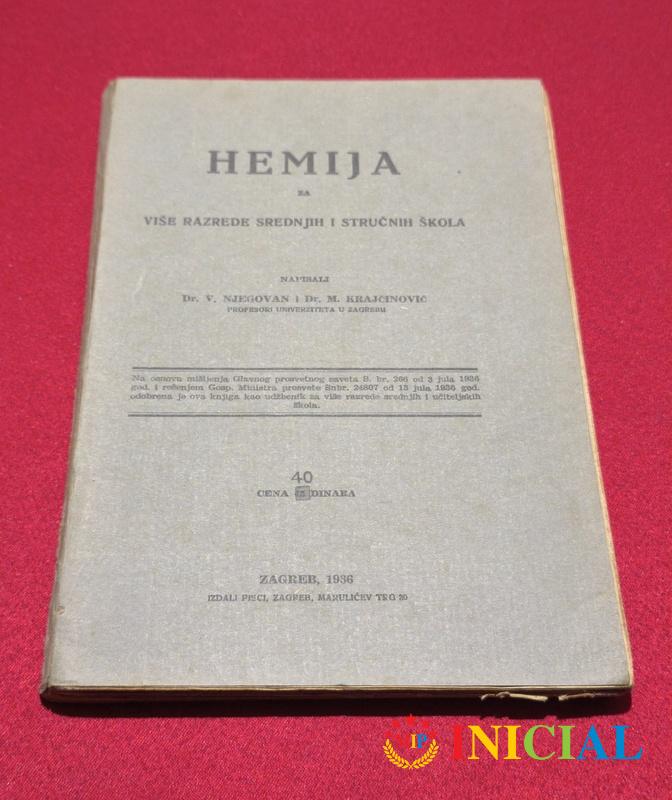 HEMIJA
ZA
VIŠE RAZREDE SREDNJIH I STRUČNIH ŠKOLA
NAPISALI
Dr. V. NJEGOVAN i Dr. M. KRAJČINOVIĆ
PROFESORI UNIVERZITETA U ZAGREBU
Na osnovu mišljenja Glavnog prosvetnog saveta S. br. 266 od 3 jula 1936
god. i rešenjem Gosp. Ministra prosvete Snbr. 24807 od 13 jula 1936 god.
odobrena je ova knjiga kao udžbenik za više razrede srednjih i učiteljskih
škola.
40
CENA DINARA
ZAGREB, 1936
IZDALI PISCI, ZAGREB, MARULIĆEV TRG 20
IP INICIAL